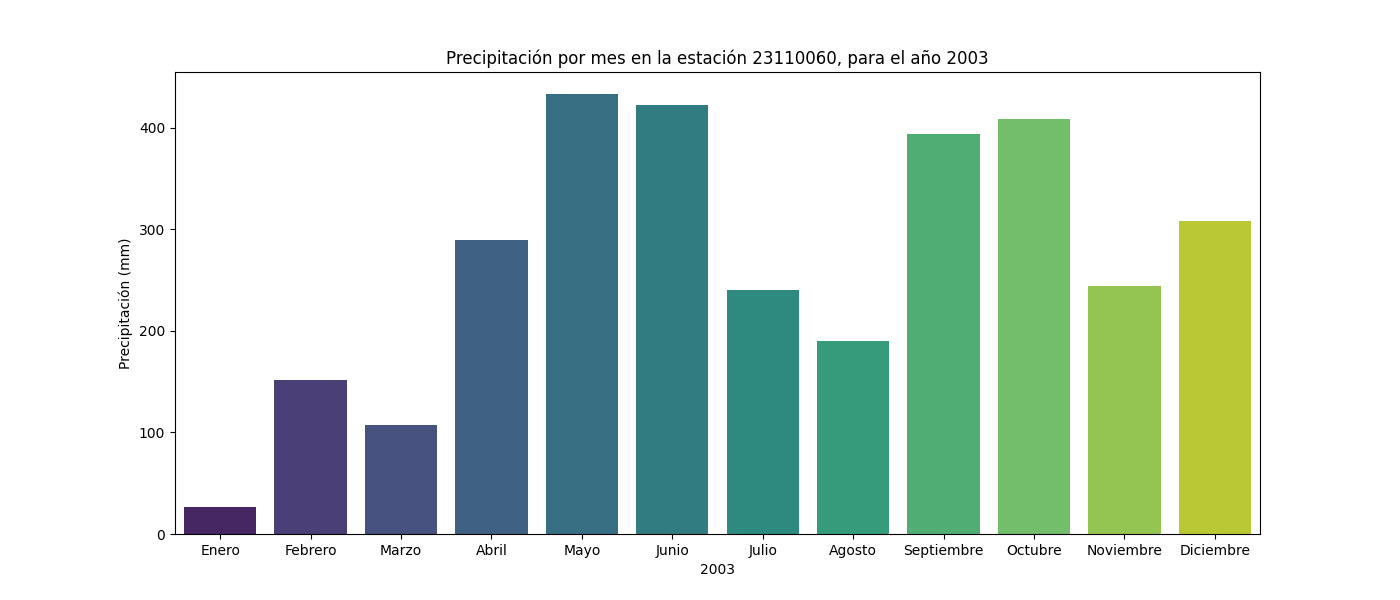 Precipitación por mes en la estación 23110060, para el año 2003
Precipitación (mm)
400
300
200
100
0
Enero Febrero Marzo Abril Mayo Junio Julio Agosto Septiembre Octubre Noviembre Diciembre
2003